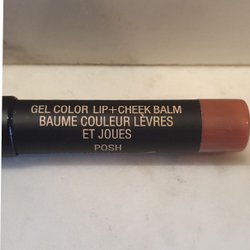 GEL COLOR LIP+CHEEK BALM
BAUME COULEUR LÈVRES
ET JOUES
POSH